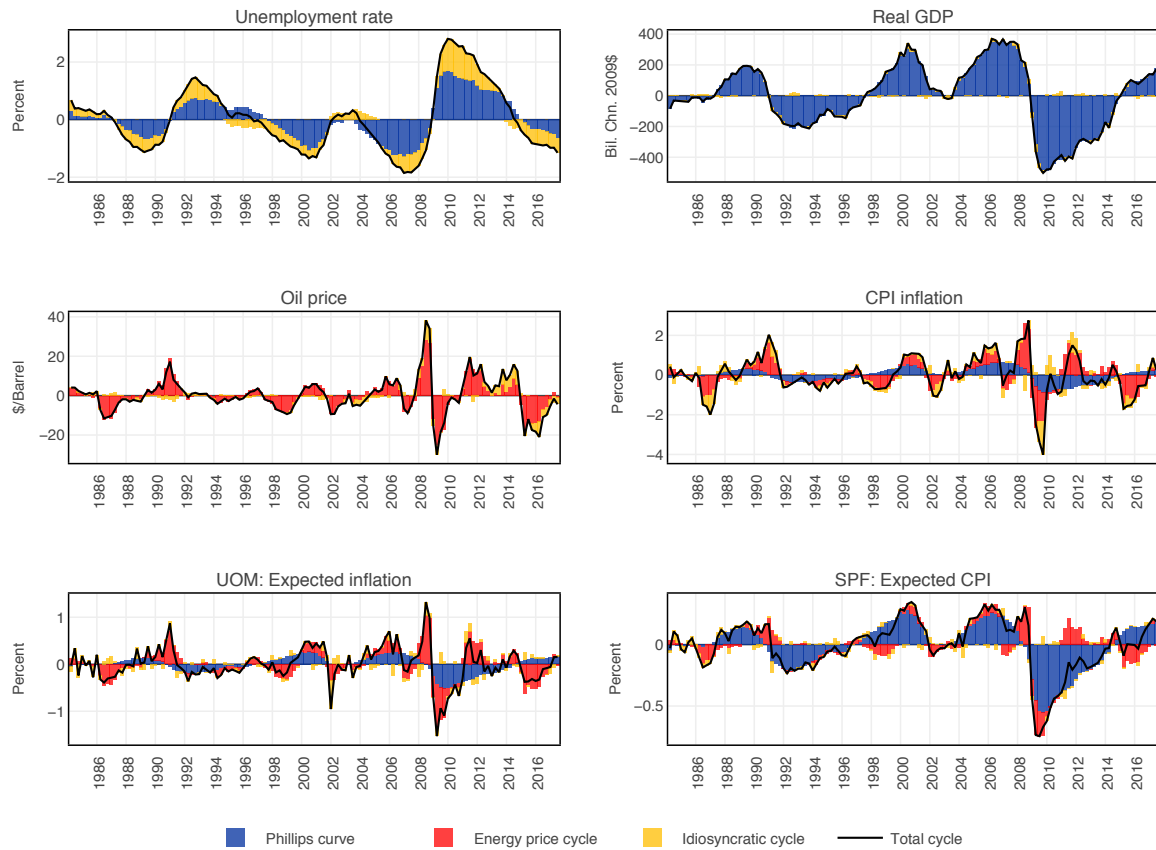 Unemployment rate
Percent
2
0
−2
1986 1988 1990 1992 1994 1996 1998 2000 2002 2004 2006 2008 2010 2012 2014 2016
Real GDP
Bil. Chn. 2009$
400
200
0
−200
−400
1986 1988 1990 1992 1994 1996 1998 2000 2002 2004 2006 2008 2010 2012 2014 2016
Oil price
$/Barrel
40
20
0
−20
1986 1988 1990 1992 1994 1996 1998 2000 2002 2004 2006 2008 2010 2012 2014 2016
CPI inflation
Percent
2
0
−2
−4
1986 1988 1990 1992 1994 1996 1998 2000 2002 2004 2006 2008 2010 2012 2014 2016
UOM: Expected inflation
Percent
1
0
−1
1986 1988 1990 1992 1994 1996 1998 2000 2002 2004 2006 2008 2010 2012 2014 2016
SPF: Expected CPI
Percent
0
−0.5
1986 1988 1990 1992 1994 1996 1998 2000 2002 2004 2006 2008 2010 2012 2014 2016
Phillips curve Energy price cycle Idiosyncratic cycle Total cycle